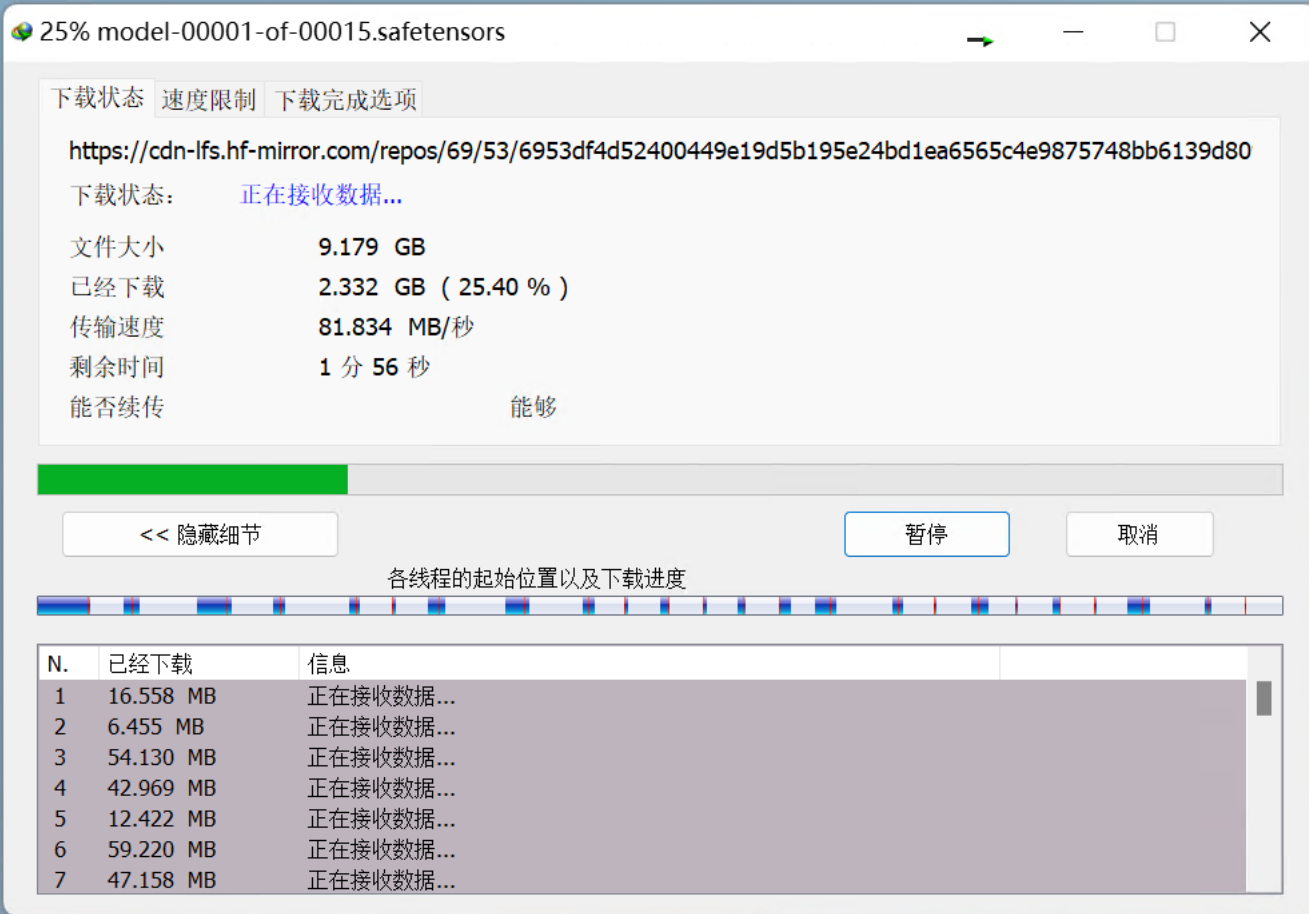 25% model-00001-of-00015.safetensors
下载状态 速度限制 下载完成选项
https://cdn-lfs.hf-mirror.com/repos/69/53/6953df4d52400449e19d5b195e24bd1ea6565c4e9875748bb6139d80
下载状态: 正在接收数据...
文件大小 9.179 GB
已经下载 2.332 GB ( 25.40 % )
传输速度 81.834 MB/秒
剩余时间 1 分 56 秒
能否续传 能够
<< 隐藏细节 暂停 取消
各线程的起始位置以及下载进度
N. 已经下载 信息
1 16.558 MB 正在接收数据...
2 6.455 MB 正在接收数据...
3 54.130 MB 正在接收数据...
4 42.969 MB 正在接收数据...
5 12.422 MB 正在接收数据...
6 59.220 MB 正在接收数据...
7 47.158 MB 正在接收数据...